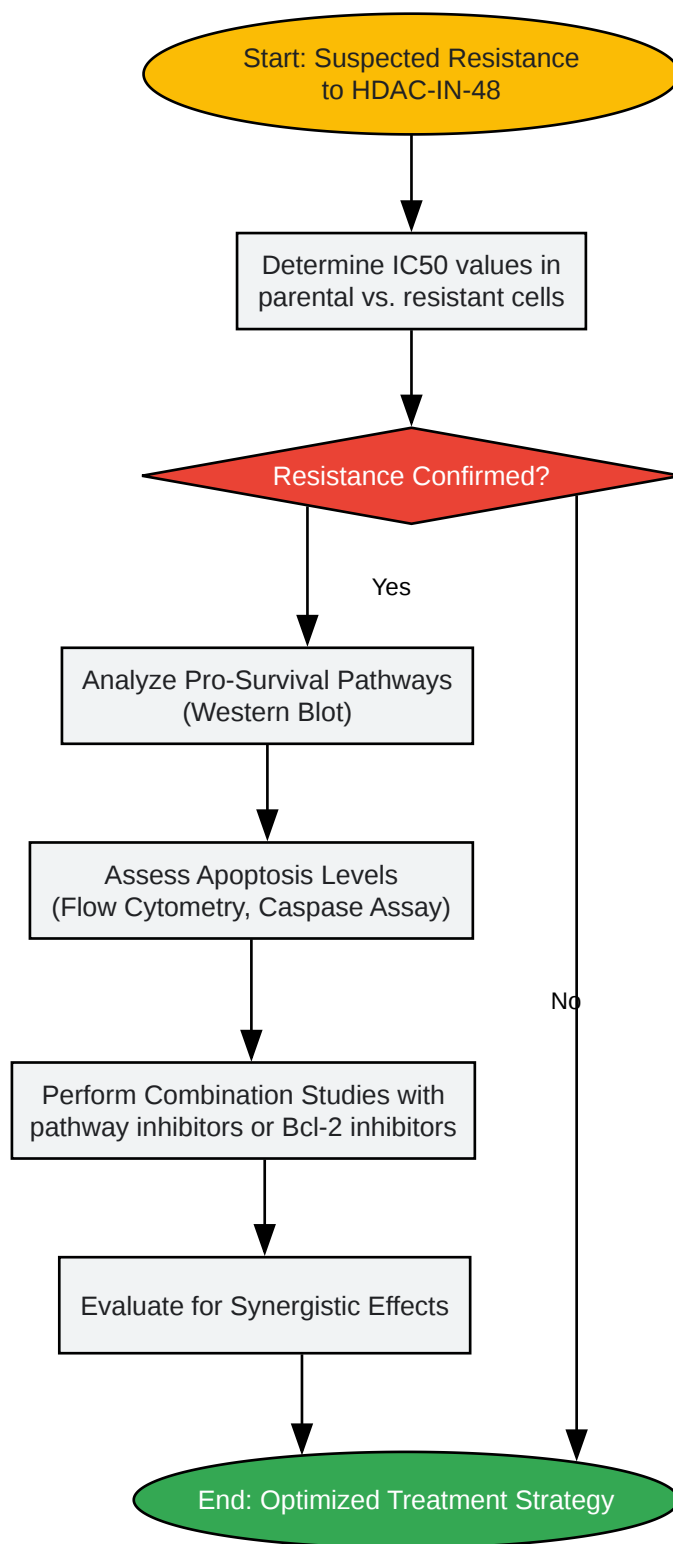 Start: Suspected Resistance
to HDAC-IN-48
Determine IC50 values in
parental vs. resistant cells
Resistance Confirmed?
Yes
Analyze Pro-Survival Pathways
(Western Blot)
Assess Apoptosis Levels
(Flow Cytometry, Caspase Assay)
No
Perform Combination Studies with
pathway inhibitors or Bcl-2 inhibitors
Evaluate for Synergistic Effects
End: Optimized Treatment Strategy